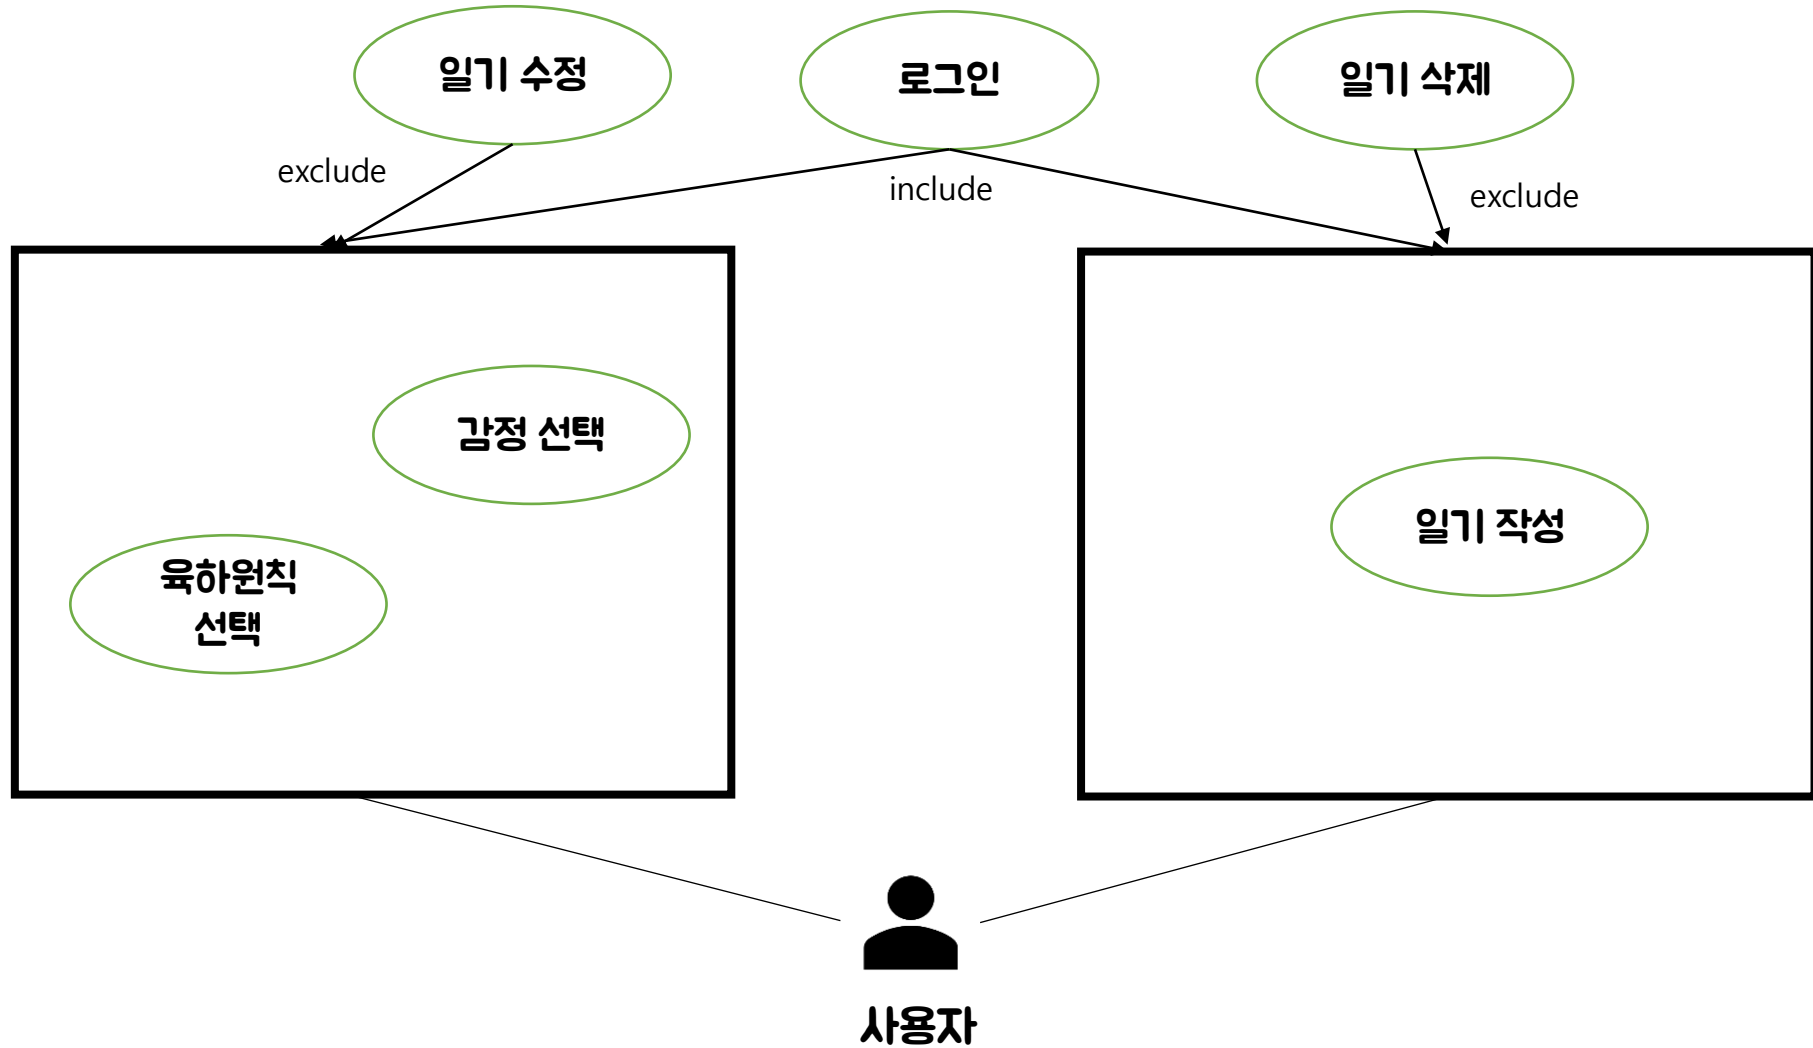 일기 수정
로그인
일기 삭제
exclude
include
exclude
감정 선택
육하원칙
선택
일기 작성
사용자